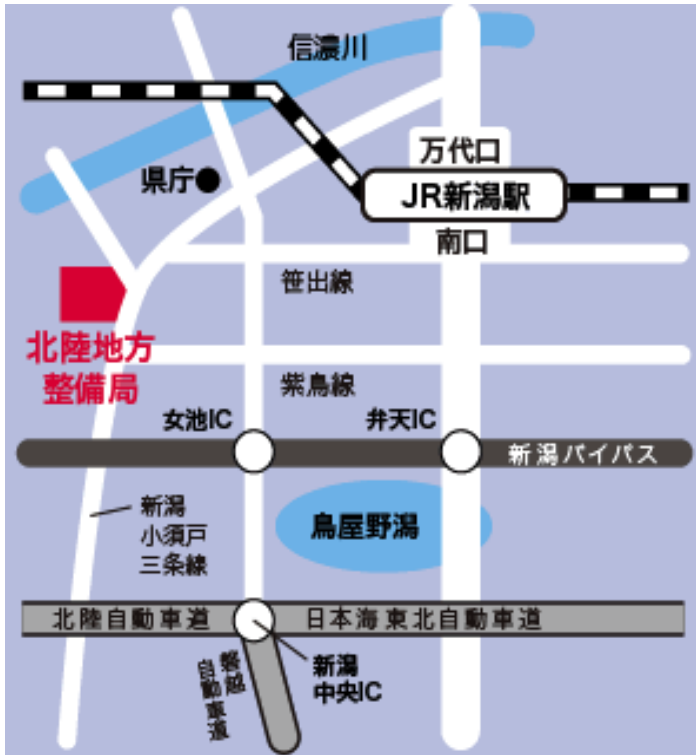 信濃川
県庁
万代口
JR新潟駅
南口
笹出線
北陸地方
整備局
紫鳥線
女池IC
弁天IC
新潟バイパス
新潟
小須戸
三条線
鳥屋野潟
北陸自動車道
日本海東北自動車道
磐越
自動車道
新潟
中央IC